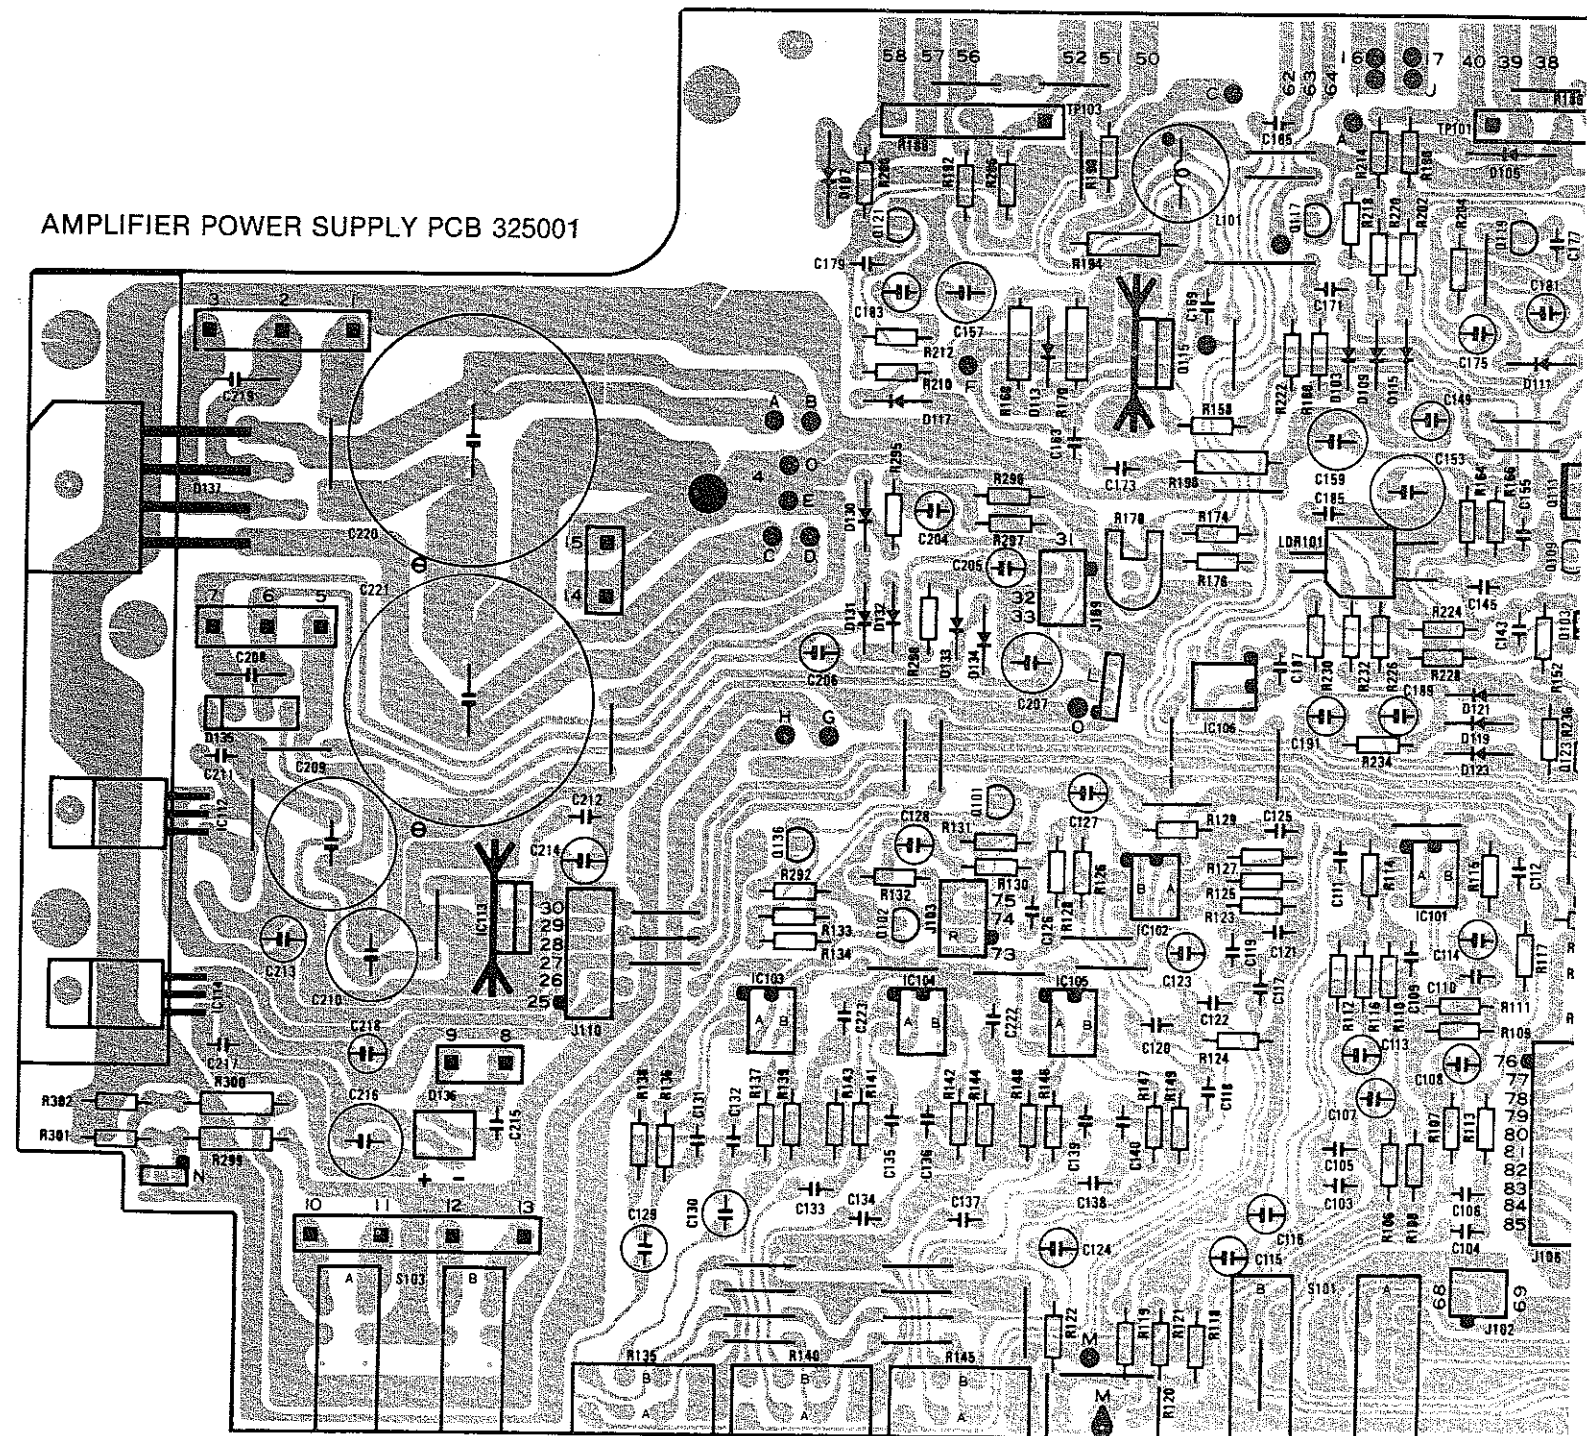 58 57 56 52 51 50 16 17 40 39 38
62 63 64
C J
R186
TP103 C165 A TP101
R188
D107 R208 R192 R206 R190 R214 R198 D105
Q121 L101 Q117 R218 R220 R202 R204 Q119 C177
AMPLIFIER POWER SUPPLY PCB 325001
C179 R194
3 2 1
C183 C157 C169 C171 C181
R212 F Q115 C175
C219 R210 R168 D113 R170 R222 R180 D103 D109 D115 D111
A B D117 C149
R158
C163
4 O R295 C173 R196 C159 C153
D137 E R296 C185 R164 R166 C155 Q111
C220 D130 C204 R178 R174
15 C D R297 31 LDR101 Q109
C205
C221 R176 C145
7 6 5 14 32
33 J109
D131 D132 R224 C143 D103
C208 C206 R298 D133 D134 L C187 R230 R232 R226 R228 R152
C207 C189
D135 H G O IC106 C191 D121
C211 C209 D119 D123 R236
R234 D123
IC112 C212 Q101 C127 R129 C125
C214 Q136 C128 R131
R292 R130 R126 R127 C111 R114 A B R115 C112
IC113 30 R132 75 B A R125
29 R133 Q102 J103 74 C126 R128 R123 IC101
28 R134 R 73 IC102 C119 C121 C114 R117
C213 27
26 IC103 IC104 IC105 C123 C117 C109 C110
C210 25 R111
IC114 J110 A B C223 A B C222 A B C122 R112 R116 R110
C218 C120 R109
C217 9 8 R124 C113 76
R302 R300 C216 D136 R138 R136 C131 C132 R137 R139 R143 R141 R142 R144 R148 R146 R147 R149 C118 C108 77
C215 C107 78
79
R301 R299 C135 C136 C139 C140 R107 R113 80
N + - C105 81
82
10 11 12 13 C130 C133 C134 C137 C138 C103 C106 83
84
C129 C124 C116 R106 R108 C104 85
C115 J106
A S103 B B S101 A 68 69
R122 R119 R121 R118 J102
M
R135 R140 R145
B B B R120
A A A M